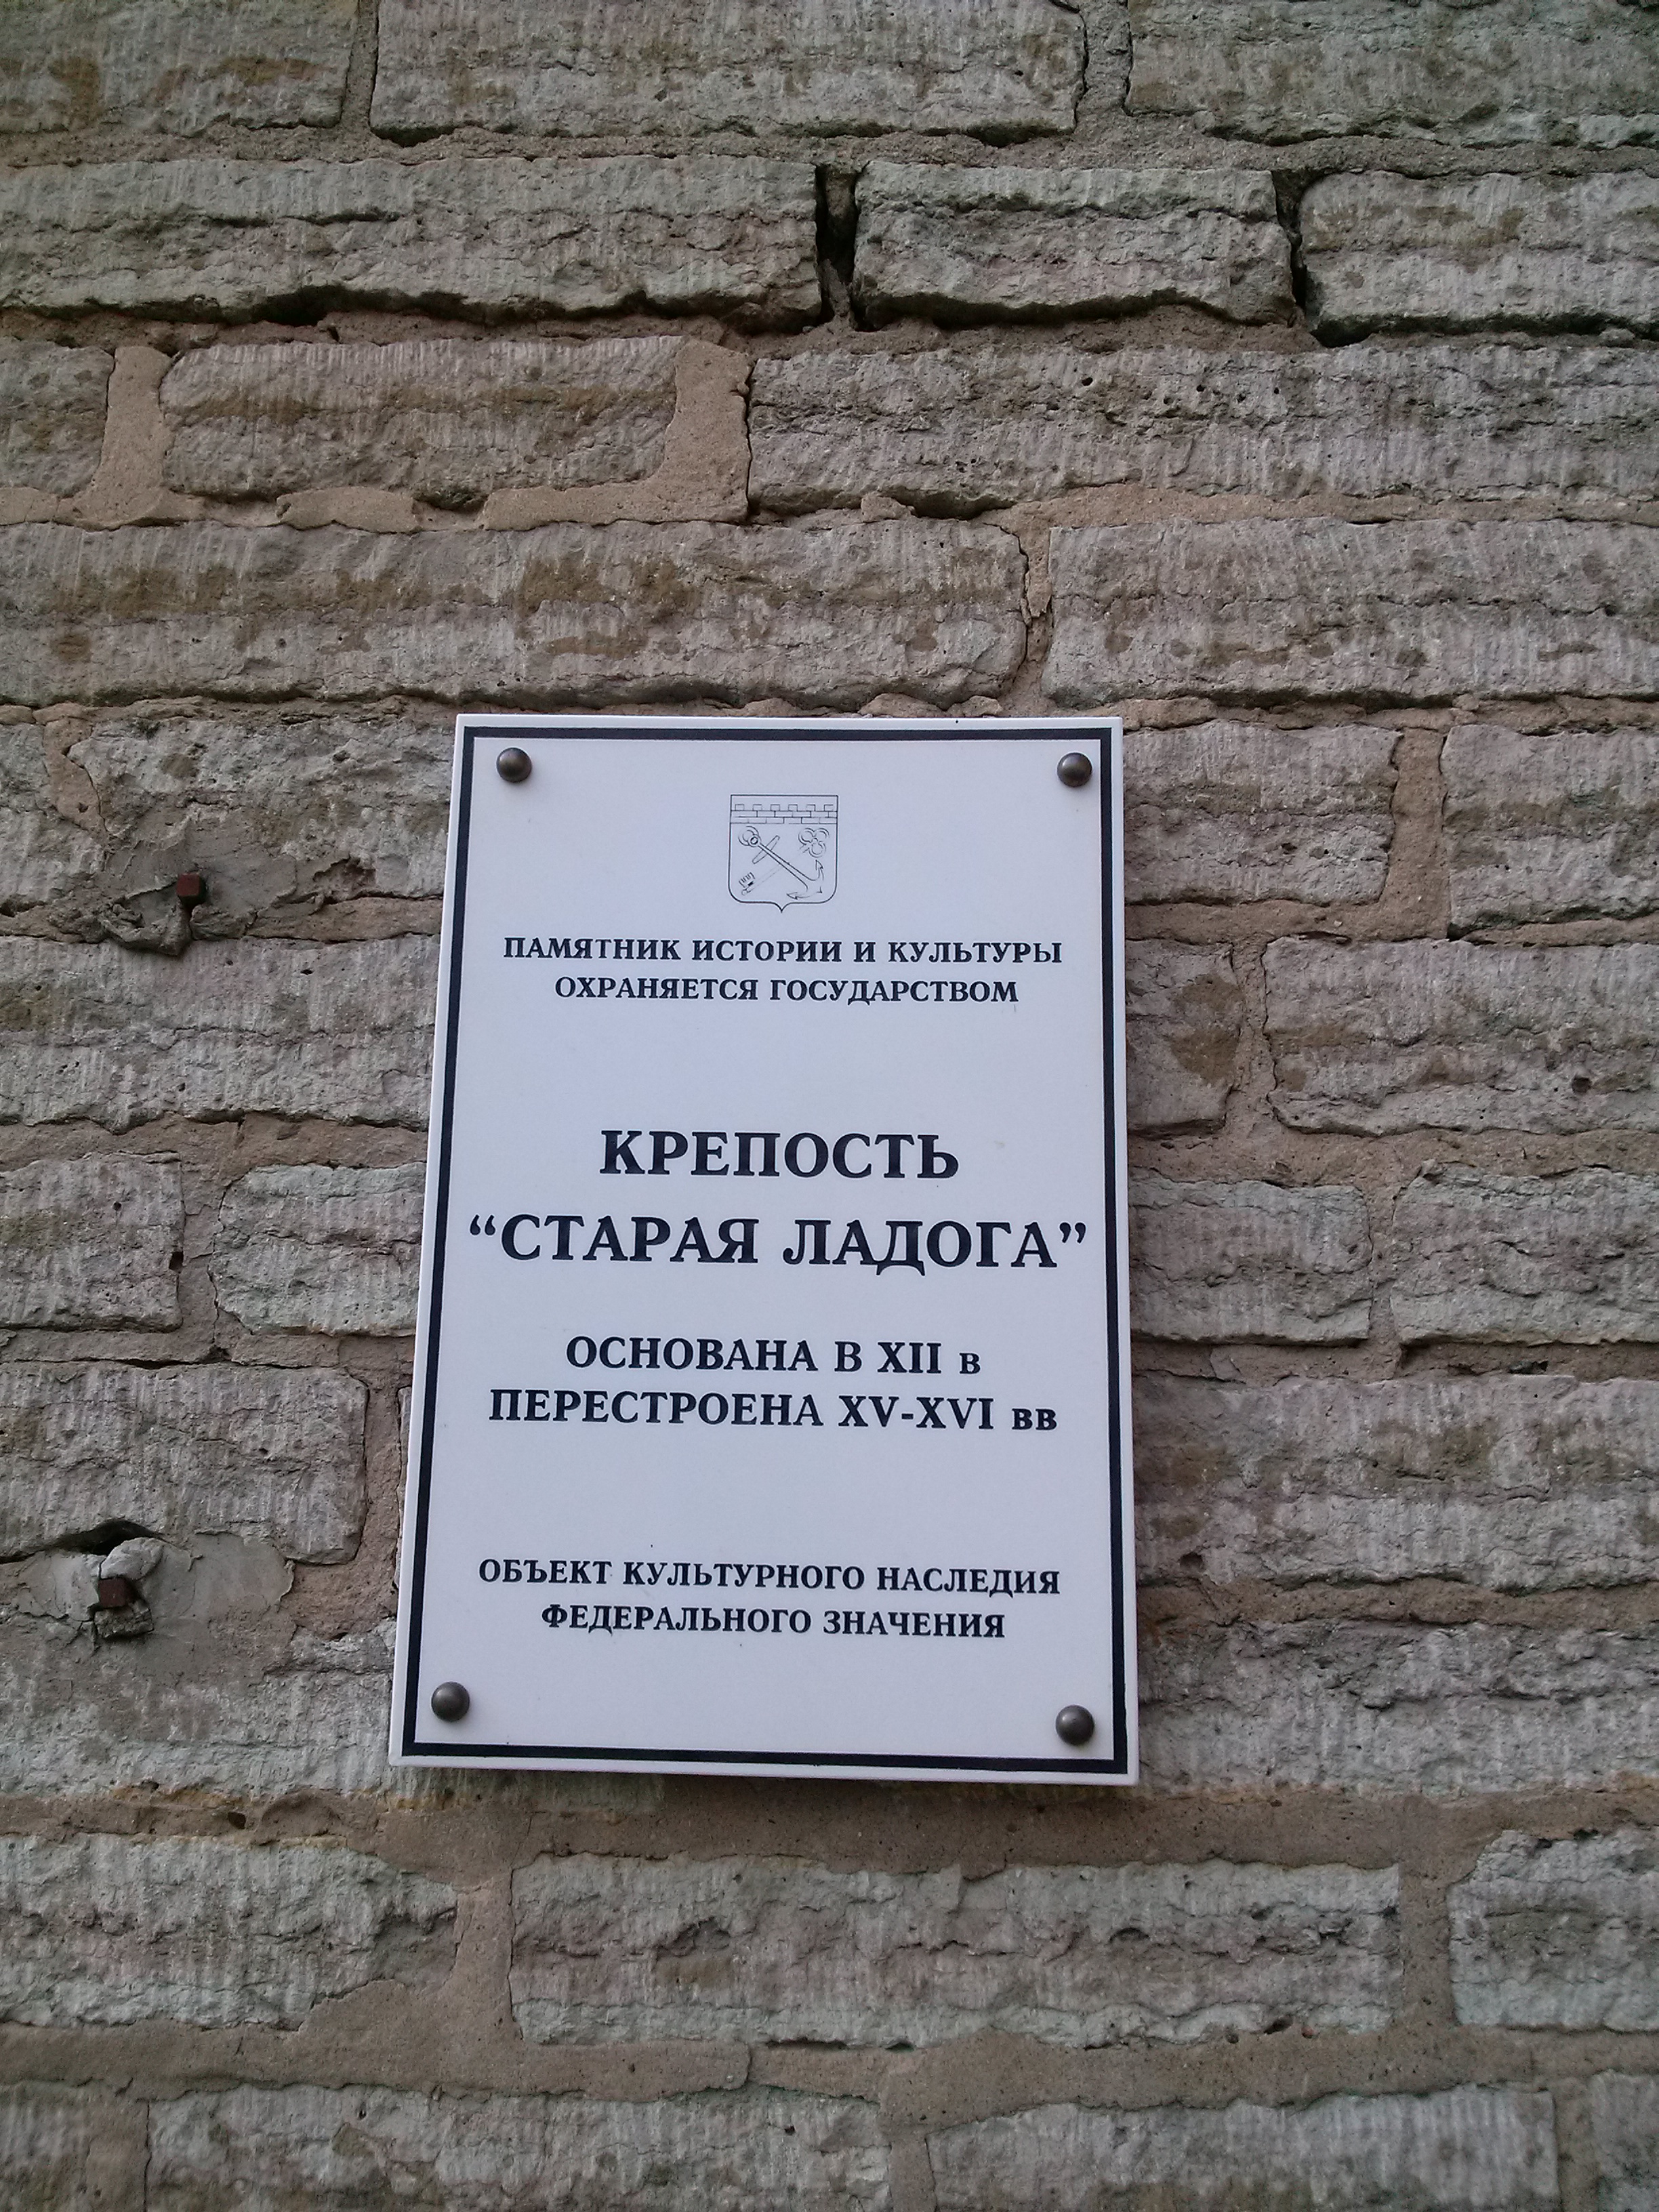 ПАМЯТНИК ИСТОРИИ И КУЛЬТУРЫ
ОХРАНЯЕТСЯ ГОСУДАРСТВОМ
КРЕПОСТЬ
“СТАРАЯ ЛАДОГА”
ОСНОВАНА В XII в
ПЕРЕСТРОЕНА XV-XVI вв
ОБЪЕКТ КУЛЬТУРНОГО НАСЛЕДИЯ
ФЕДЕРАЛЬНОГО ЗНАЧЕНИЯ